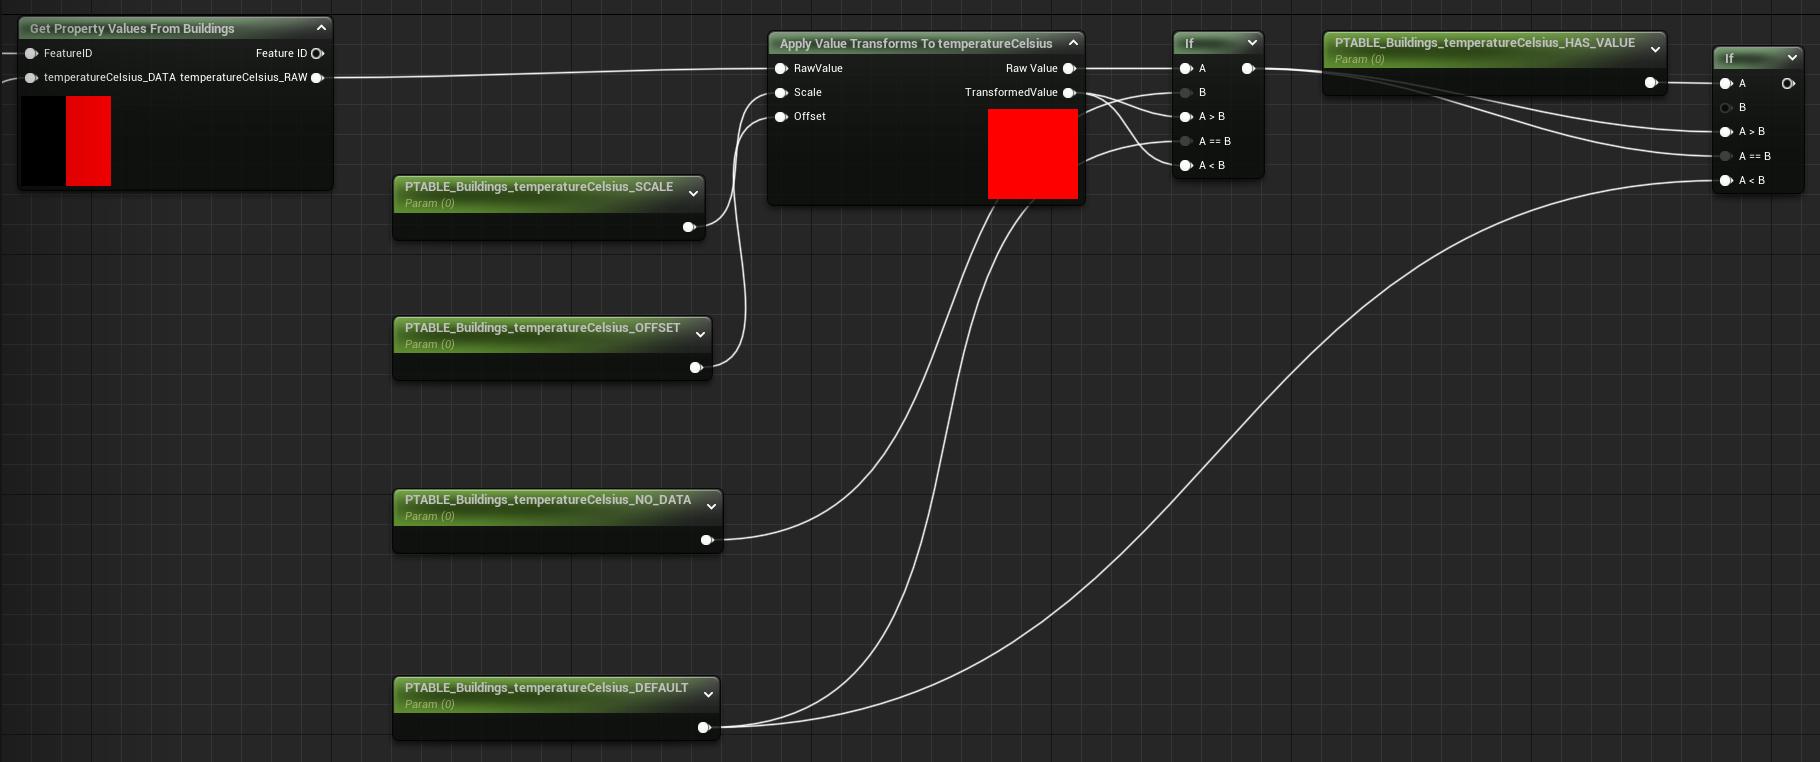 Get Property Values From Buildings
FeatureID
Feature ID
temperatureCelsius_DATA
temperatureCelsius_RAW
PTABLE_Buildings_temperatureCelsius_SCALE
Param (0)
PTABLE_Buildings_temperatureCelsius_OFFSET
Param (0)
PTABLE_Buildings_temperatureCelsius_NO_DATA
Param (0)
PTABLE_Buildings_temperatureCelsius_DEFAULT
Param (0)
Apply Value Transforms To temperatureCelsius
RawValue
Raw Value
Scale
TransformedValue
Offset
If
A
B
A > B
A == B
A < B
PTABLE_Buildings_temperatureCelsius_HAS_VALUE
Param (0)
If
A
B
A > B
A == B
A < B